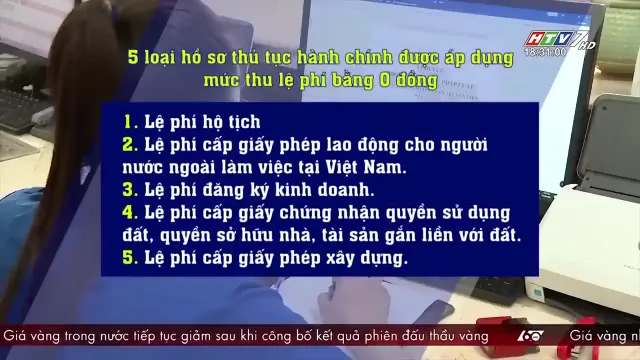 HTV7 HD
18:31:00
5 loại hồ sơ thủ tục hành chính được áp dụng
mức thu lệ phí bằng 0 đồng
1. Lệ phí hộ tịch
2. Lệ phí cấp giấy phép lao động cho người
nước ngoài làm việc tại Việt Nam.
3. Lệ phí đăng ký kinh doanh.
4. Lệ phí cấp giấy chứng nhận quyền sử dụng
đất, quyền sở hữu nhà, tài sản gắn liền với đất.
5. Lệ phí cấp giấy phép xây dựng.
Giá vàng trong nước tiếp tục giảm sau khi công bố kết quả phiên đấu thầu vàng